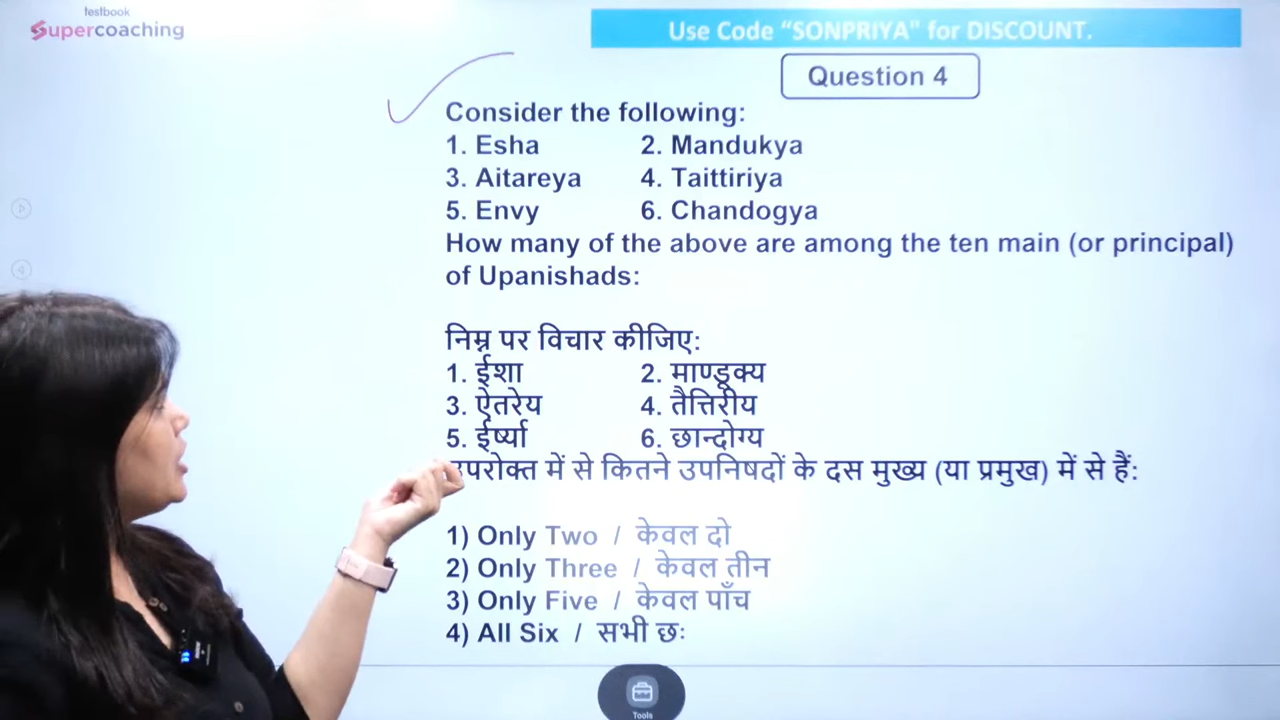 testbook
Supercoaching
Use Code “SONPRIYA" for DISCOUNT.
Question 4
Consider the following:
1. Esha 2. Mandukya
3. Aitareya 4. Taittiriya
5. Envy 6. Chandogya
How many of the above are among the ten main (or principal)
of Upanishads:
निम्न पर विचार कीजिए:
1. ईशा 2. माण्डूक्य
3. ऐतरेय 4. तैत्तिरीय
5. ईर्ष्या 6. छान्दोग्य
उपरोक्त में से कितने उपनिषदों के दस मुख्य (या प्रमुख) में से हैं:
1) Only Two / केवल दो
2) Only Three / केवल तीन
3) Only Five / केवल पाँच
4) All Six / सभी छः
Tools